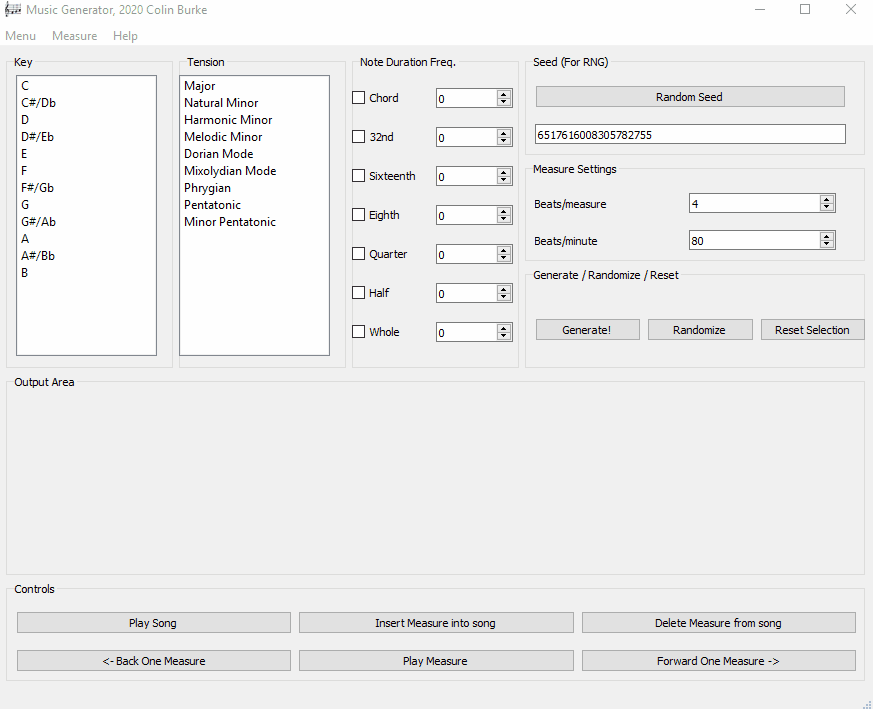 Music Generator, 2020 Colin Burke
Menu Measure Help
Key
C
C#/Db
D
D#/Eb
E
F
F#/Gb
G
G#/Ab
A
A#/Bb
B
Tension
Major
Natural Minor
Harmonic Minor
Melodic Minor
Dorian Mode
Mixolydian Mode
Phrygian
Pentatonic
Minor Pentatonic
Note Duration Freq.
Chord 0
32nd 0
Sixteenth 0
Eighth 0
Quarter 0
Half 0
Whole 0
Seed (For RNG)
Random Seed
6517616008305782755
Measure Settings
Beats/measure 4
Beats/minute 80
Generate / Randomize / Reset
Generate! Randomize Reset Selection
Output Area
Controls
Play Song Insert Measure into song Delete Measure from song
<- Back One Measure Play Measure Forward One Measure ->